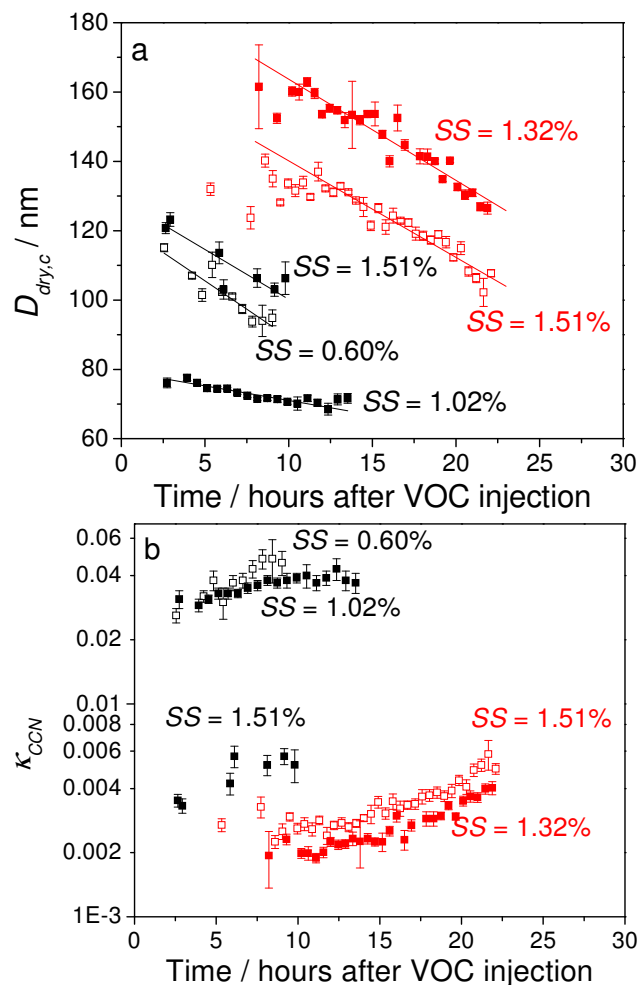 a
160
140
120
100
80
60
D_dry,c / nm
SS = 1.32%
SS = 1.51%
SS = 0.60%
SS = 1.51%
SS = 1.02%
0 5 10 15 20 25 30
Time / hours after VOC injection
b
0.06
0.04
0.02
0.01
0.008
0.006
0.004
0.002
1E-3
κ_CCN
SS = 0.60%
SS = 1.02%
SS = 1.51%
SS = 1.51%
SS = 1.32%
0 5 10 15 20 25 30
Time / hours after VOC injection